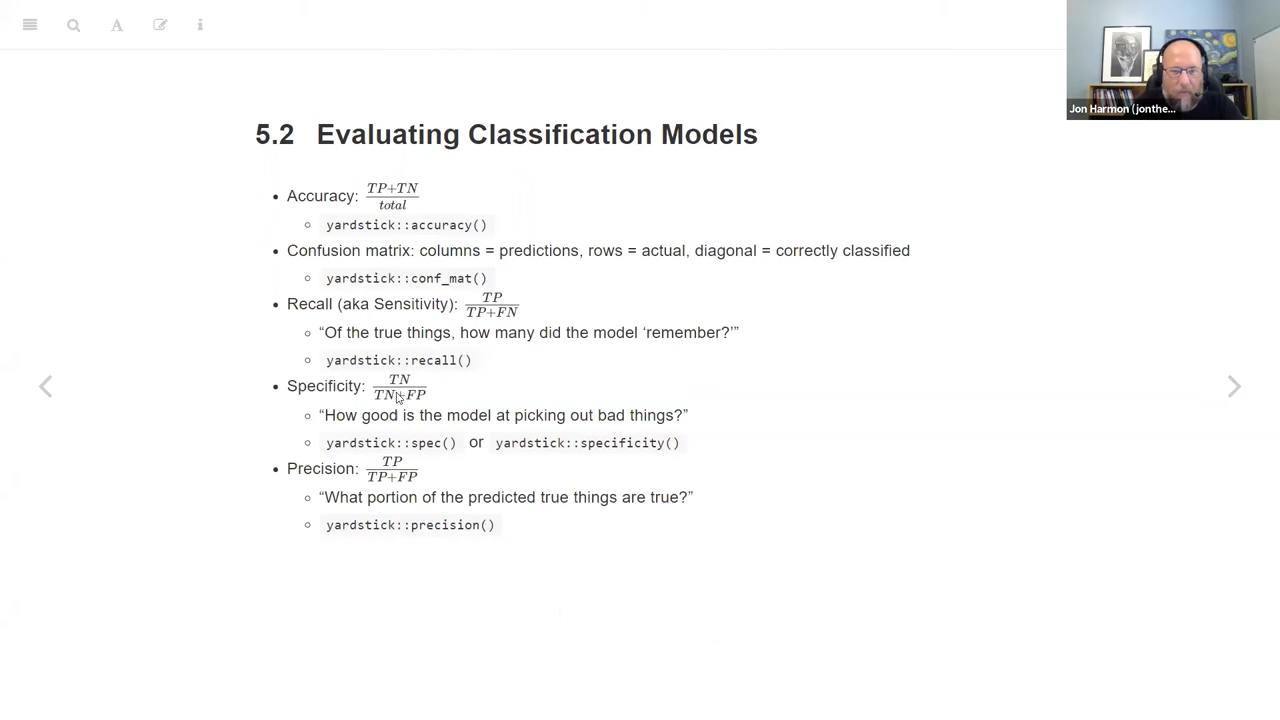 Jon Harmon (jonthe...
5.2 Evaluating Classification Models
• Accuracy: TP+TN/total
◦ yardstick::accuracy()
• Confusion matrix: columns = predictions, rows = actual, diagonal = correctly classified
◦ yardstick::conf_mat()
• Recall (aka Sensitivity): TP/TP+FN
◦ “Of the true things, how many did the model ‘remember?’”
◦ yardstick::recall()
• Specificity: TN/TN+FP
◦ “How good is the model at picking out bad things?”
◦ yardstick::spec() or yardstick::specificity()
• Precision: TP/TP+FP
◦ “What portion of the predicted true things are true?”
◦ yardstick::precision()